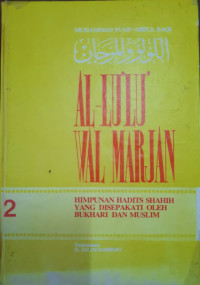 MUHAMMAD FUAD ABDUL BAQI
اللؤلؤ والمرجان
AL-LU'LU'
WAL MARJAN
2
HIMPUNAN HADITS SHAHIH
YANG DISEPAKATI OLEH
BUKHARI DAN MUSLIM